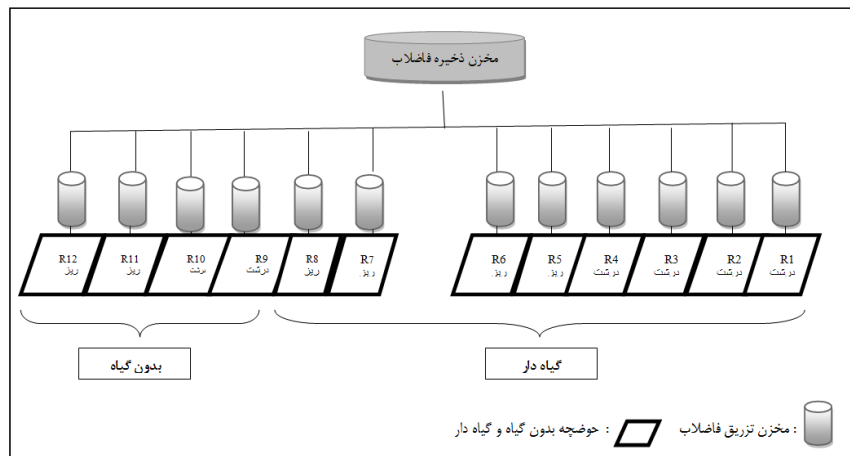 مخزن ذخیره فاضلاب
R12 R11 R10 R9 R8 R7 R6 R5 R4 R3 R2 R1
ریز ریز درشت درشت ریز ریز ریز ریز درشت درشت درشت درشت
بدون گیاه
گیاه دار
: مخزن تزریق فاضلاب
: حوضچه بدون گیاه و گیاه دار